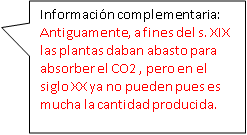 Información complementaria:
Antiguamente, a fines del s. XIX
las plantas daban abasto para
absorber el CO2 , pero en el
siglo XX ya no pueden pues es
mucha la cantidad producida.